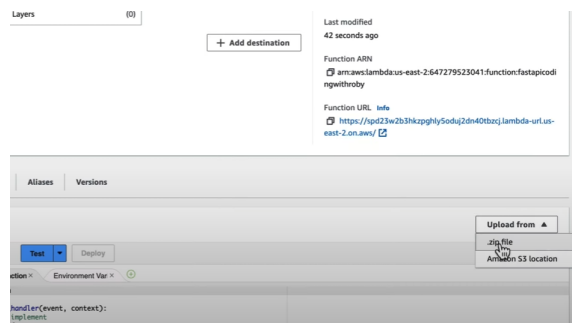 Layers (0)
+ Add destination
Last modified
42 seconds ago
Function ARN
arn:aws:lambda:us-east-2:647279523041:function:fastapicodi
ngwithroby
Function URL Info
https://spd23w2b3hkzpghly5oduj2dn40tbzcj.lambda-url.us-
east-2.on.aws/
Aliases Versions
Upload from
.zip file
Amazon S3 location
Test Deploy
ction × Environment Var ×
handler(event, context):
implement